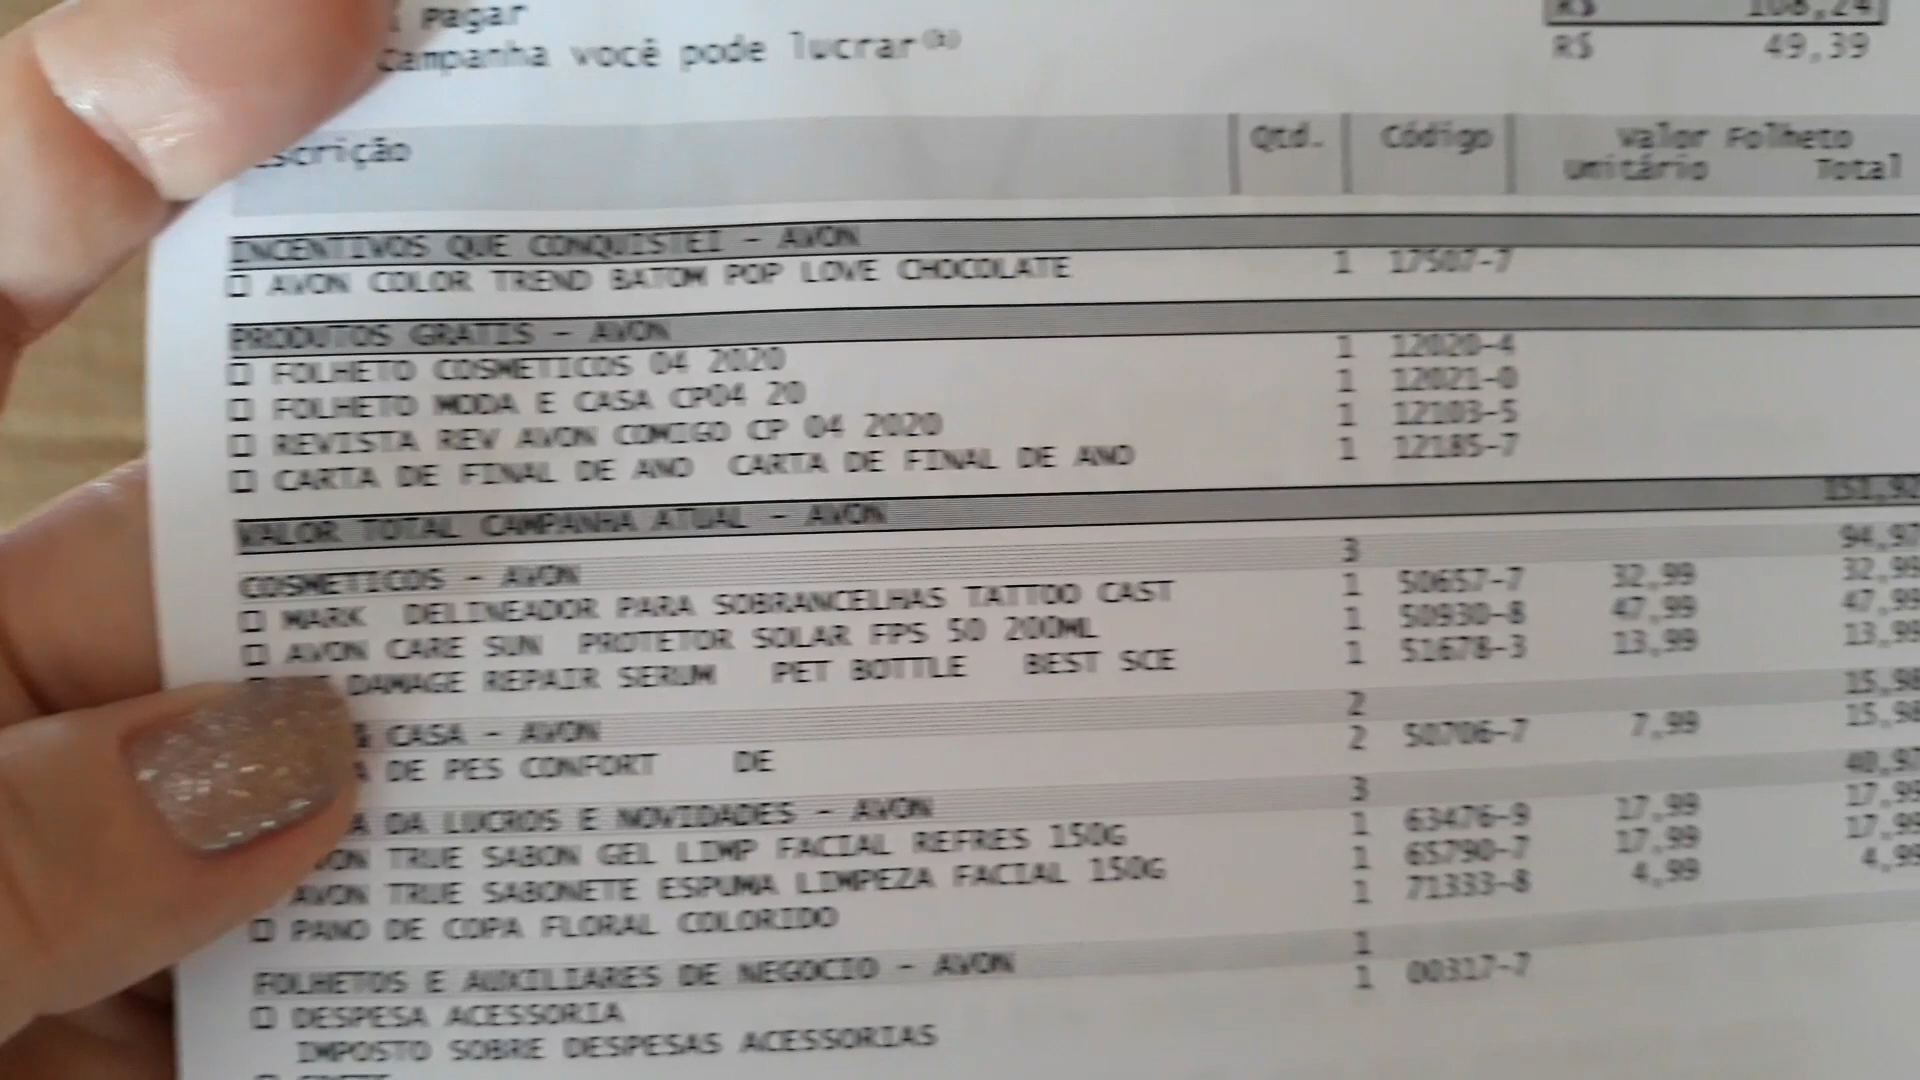 Pagar R$ 108,24
Campanha você pode lucrar R$ 49,39
scrição Qtd. Código Valor Folheto
Unitário Total
INCENTIVOS QUE CONQUISTEI - AVON
AVON COLOR TREND BATOM POP LOVE CHOCOLATE 1 17507-7
PRODUTOS GRATIS - AVON
FOLHETO COSMETICOS 04 2020 1 12020-4
FOLHETO MODA E CASA CP04 20 1 12021-0
REVISTA REV AVON COMIGO CP 04 2020 1 12103-5
CARTA DE FINAL DE ANO CARTA DE FINAL DE ANO 1 12185-7
VALOR TOTAL CAMPANHA ATUAL - AVON 151,92
COSMETICOS - AVON 3 94,97
MARK DELINEADOR PARA SOBRANCELHAS TATTOO CAST 1 50657-7 32,99 32,99
AVON CARE SUN PROTETOR SOLAR FPS 50 200ML 1 50930-8 47,99 47,99
DAMAGE REPAIR SERUM PET BOTTLE BEST SCE 1 51678-3 13,99 13,99
& CASA - AVON 2 15,98
A DE PES CONFORT DE 2 50706-7 7,99 15,98
A DA LUCROS E NOVIDADES - AVON 3 40,97
ON TRUE SABON GEL LIMP FACIAL REFRES 150G 1 63476-9 17,99 17,99
AVON TRUE SABONETE ESPUMA LIMPEZA FACIAL 150G 1 65790-7 17,99 17,99
PANO DE COPA FLORAL COLORIDO 1 71333-8 4,99 4,99
FOLHETOS E AUXILIARES DE NEGOCIO - AVON 1
DESPESA ACESSORIA 1 00317-7
IMPOSTO SOBRE DESPESAS ACESSORIAS